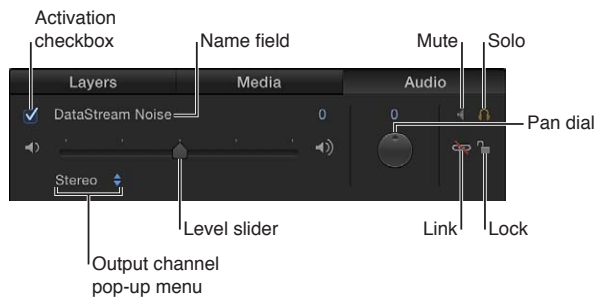 Activation
checkbox
Name field
Mute
Solo
Layers
Media
Audio
DataStream Noise
0
0
Pan dial
Stereo
Level slider
Link
Lock
Output channel
pop-up menu